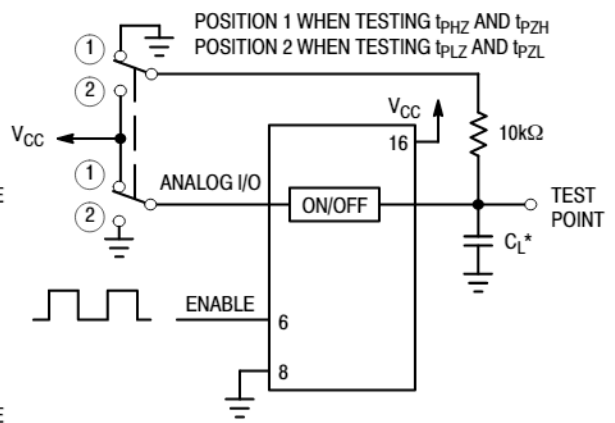 POSITION 1 WHEN TESTING tPHZ AND tPZH
POSITION 2 WHEN TESTING tPLZ AND tPZL
1
2
VCC
VCC
16
10kΩ
1
2
ANALOG I/O
ON/OFF
TEST
POINT
CL*
ENABLE
6
8
E
E